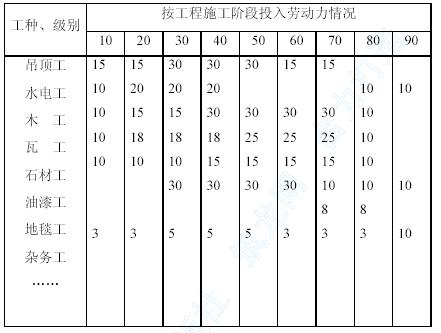 工种、级别 按工程施工阶段投入劳动力情况
10 20 30 40 50 60 70 80 90
吊顶工 15 15 30 30 30 15 15
水电工 10 20 20 20 10 10
木 工 10 15 15 30 30 30 30 10
瓦 工 10 18 18 18 25 25 25 10
石材工 10 10 10 15 15 15 15 10
油漆工 30 30 30 30 10 10 10
地毯工 8 8
杂务工 3 3 5 5 5 3 3 3 10
……
筑龙网